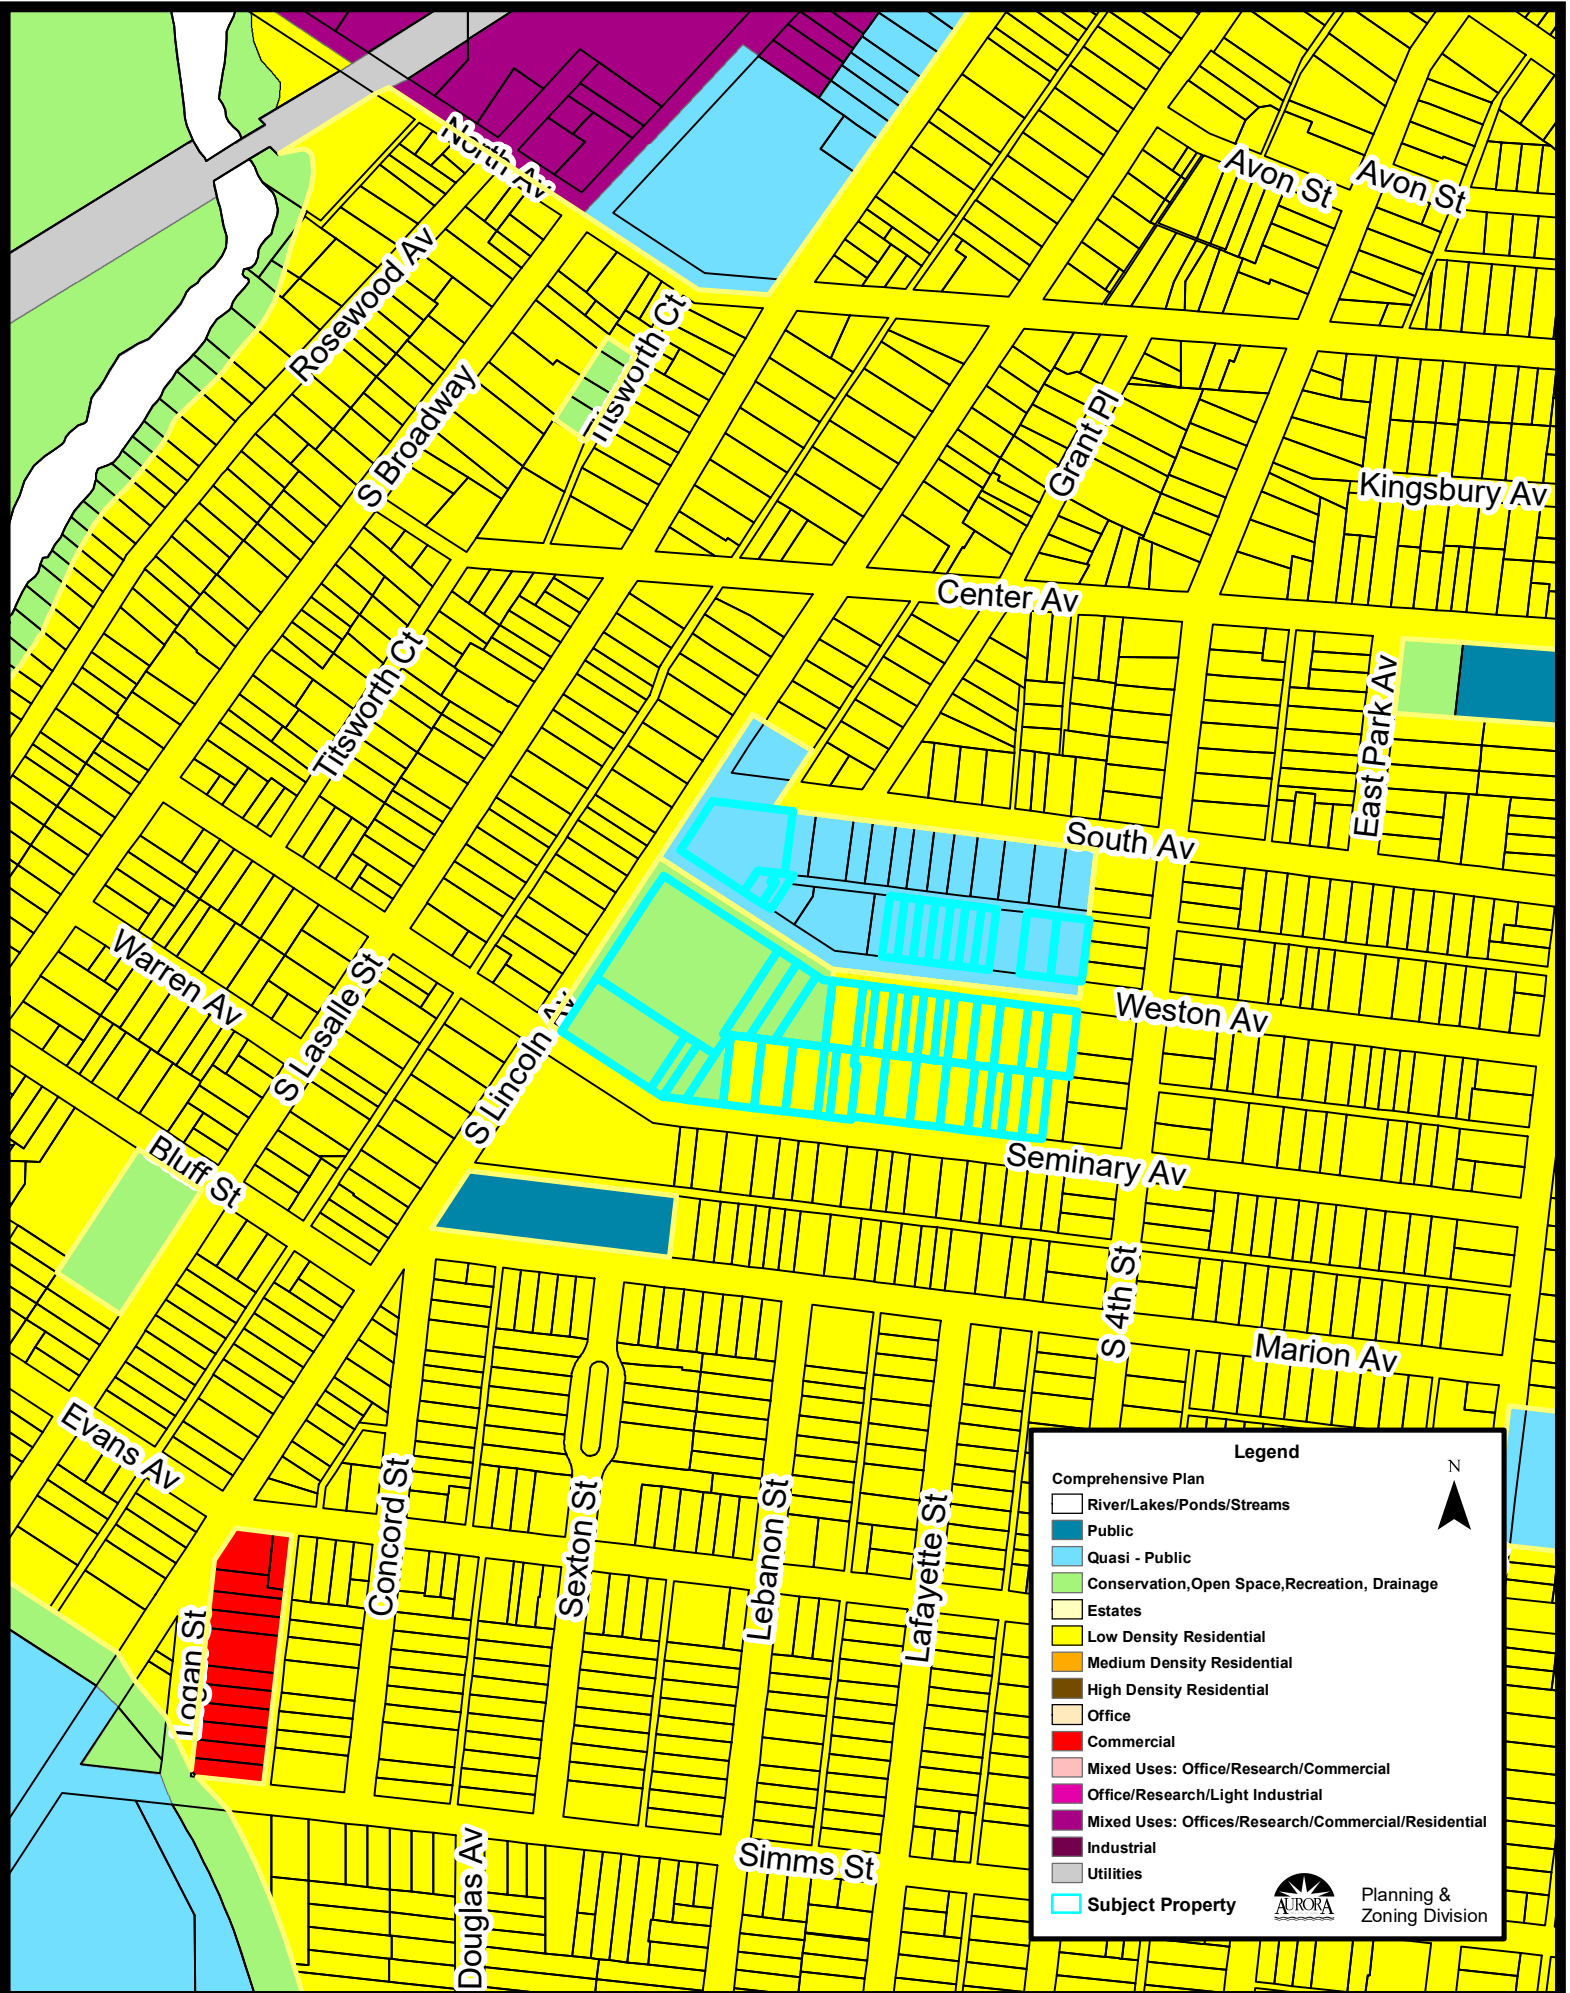 North Av
Avon St
Avon St
Rosewood Av
Titsworth Ct
S Broadway
Grant Pl
Kingsbury Av
Center Av
Titsworth Ct
East Park Av
South Av
Warren Av
S Lasalle St
S Lincoln Av
Weston Av
Bluff St
Seminary Av
S 4th St
Marion Av
Evans Av
Concord St
Sexton St
Lebanon St
Lafayette St
Logan St
Simms St
Douglas Av
Legend
N
Comprehensive Plan
River/Lakes/Ponds/Streams
Public
Quasi - Public
Conservation,Open Space,Recreation, Drainage
Estates
Low Density Residential
Medium Density Residential
High Density Residential
Office
Commercial
Mixed Uses: Office/Research/Commercial
Office/Research/Light Industrial
Mixed Uses: Offices/Research/Commercial/Residential
Industrial
Utilities
Subject Property
AURORA
Planning &
Zoning Division